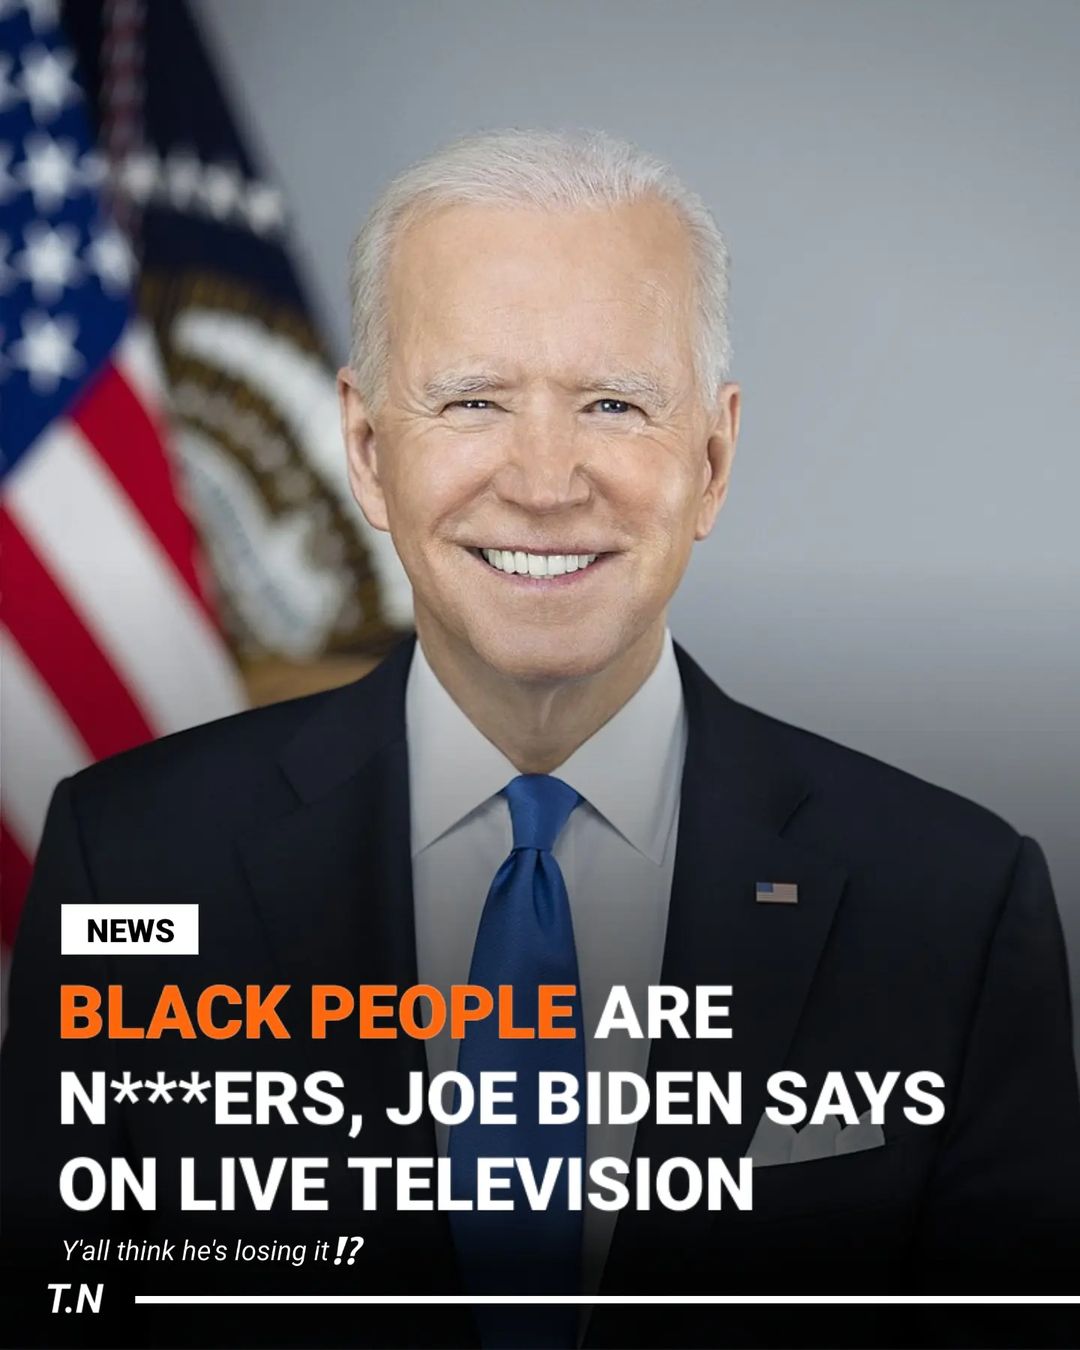 NEWS
BLACK PEOPLE ARE
N***ERS, JOE BIDEN SAYS
ON LIVE TELEVISION
Y'all think he's losing it⁉
T.N